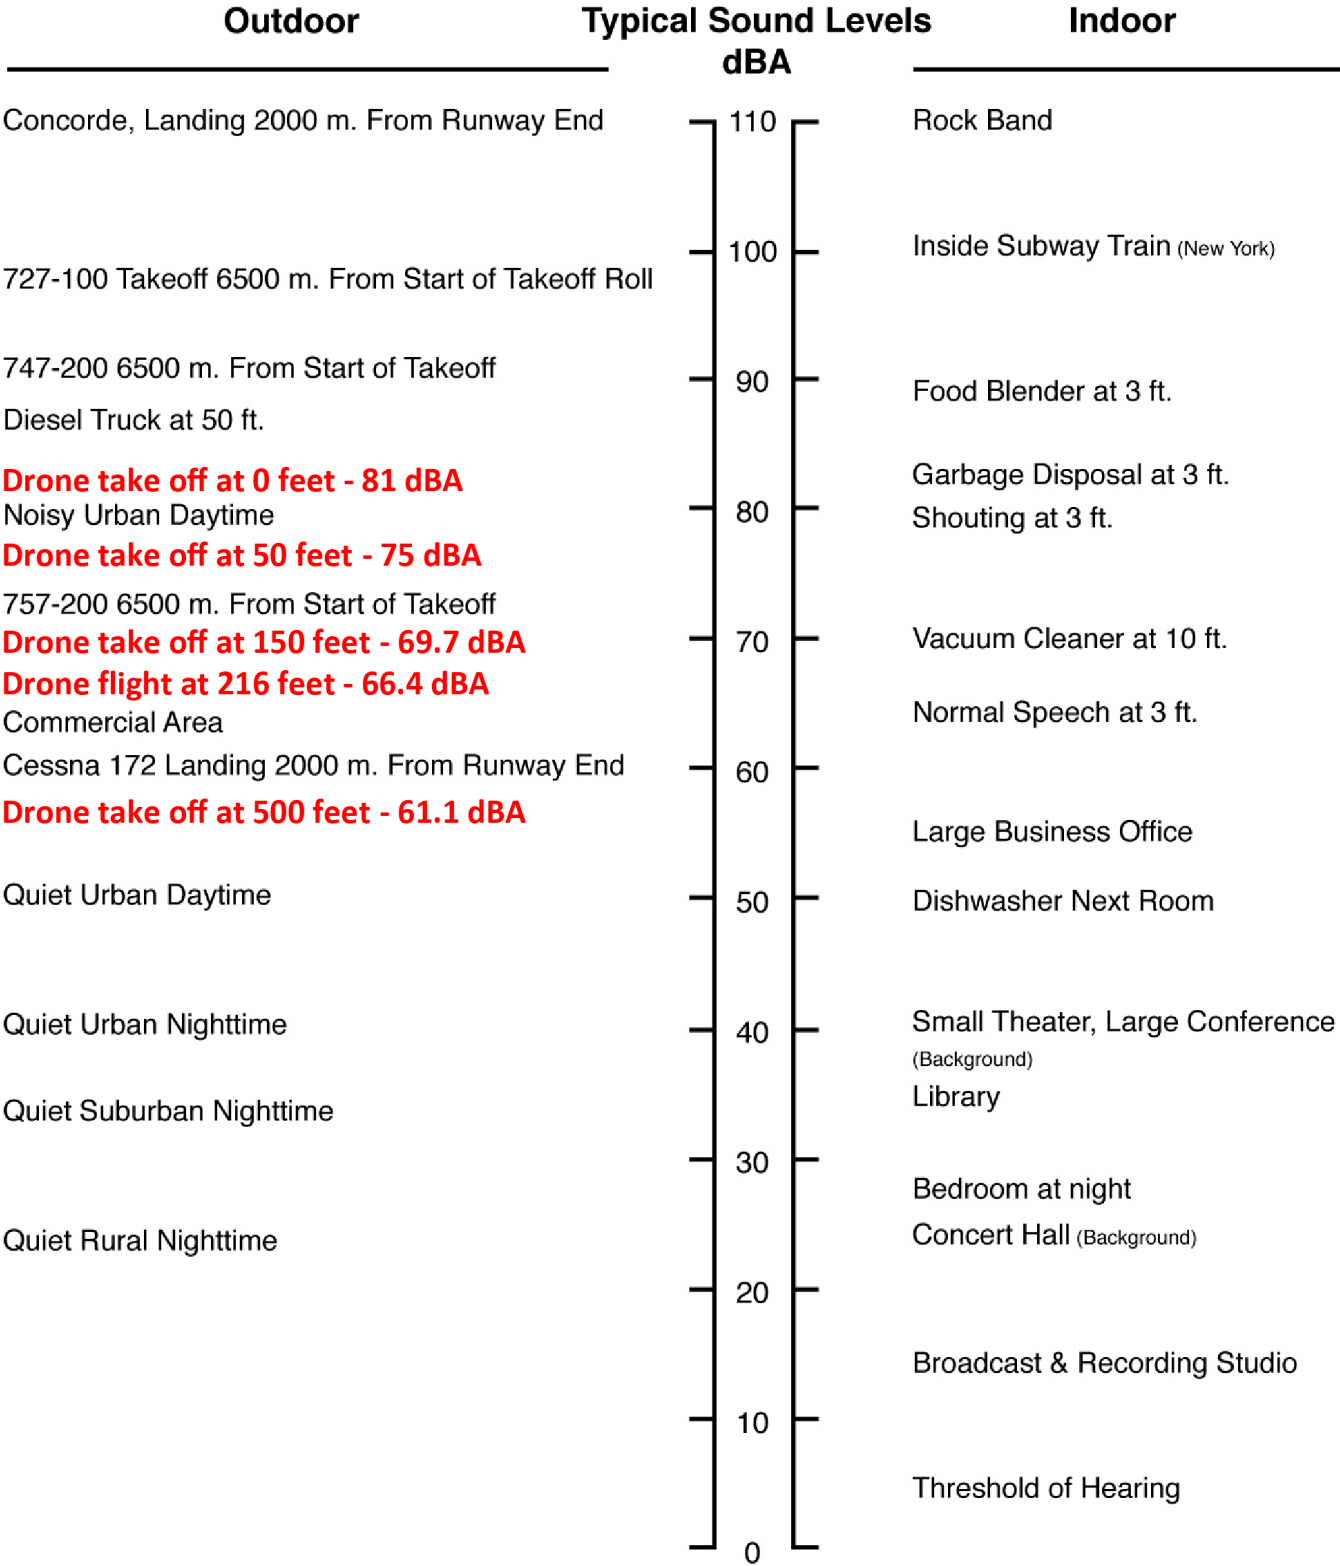 Outdoor Typical Sound Levels Indoor
dBA
Concorde, Landing 2000 m. From Runway End 110 Rock Band
100 Inside Subway Train (New York)
727-100 Takeoff 6500 m. From Start of Takeoff Roll
747-200 6500 m. From Start of Takeoff
90 Food Blender at 3 ft.
Diesel Truck at 50 ft.
Drone take off at 0 feet - 81 dBA Garbage Disposal at 3 ft.
Noisy Urban Daytime 80 Shouting at 3 ft.
Drone take off at 50 feet - 75 dBA
757-200 6500 m. From Start of Takeoff
Drone take off at 150 feet - 69.7 dBA 70 Vacuum Cleaner at 10 ft.
Drone flight at 216 feet - 66.4 dBA
Commercial Area Normal Speech at 3 ft.
Cessna 172 Landing 2000 m. From Runway End 60
Drone take off at 500 feet - 61.1 dBA
Large Business Office
Quiet Urban Daytime 50 Dishwasher Next Room
Quiet Urban Nighttime 40 Small Theater, Large Conference
(Background)
Library
Quiet Suburban Nighttime
30
Bedroom at night
Quiet Rural Nighttime Concert Hall (Background)
20
Broadcast & Recording Studio
10
Threshold of Hearing
0